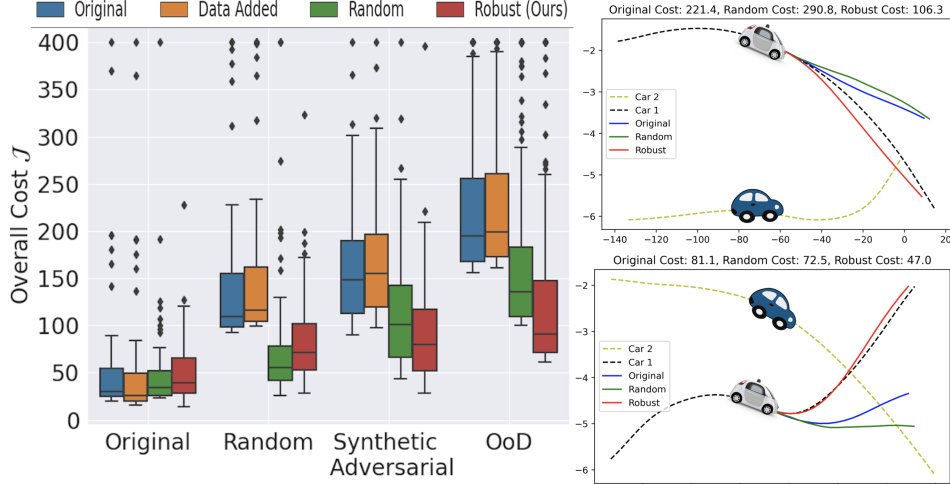 Original Data Added Random Robust (Ours)
Overall Cost 𝒥
400
350
300
250
200
150
100
50
0
Original Random Synthetic Adversarial OoD
Original Cost: 221.4, Random Cost: 290.8, Robust Cost: 106.3
−2
−3
−4
−5
−6
Car 2
Car 1
Original
Random
Robust
−140 −120 −100 −80 −60 −40 −20 0 20
Original Cost: 81.1, Random Cost: 72.5, Robust Cost: 47.0
−2
−3
−4
−5
−6
Car 2
Car 1
Original
Random
Robust